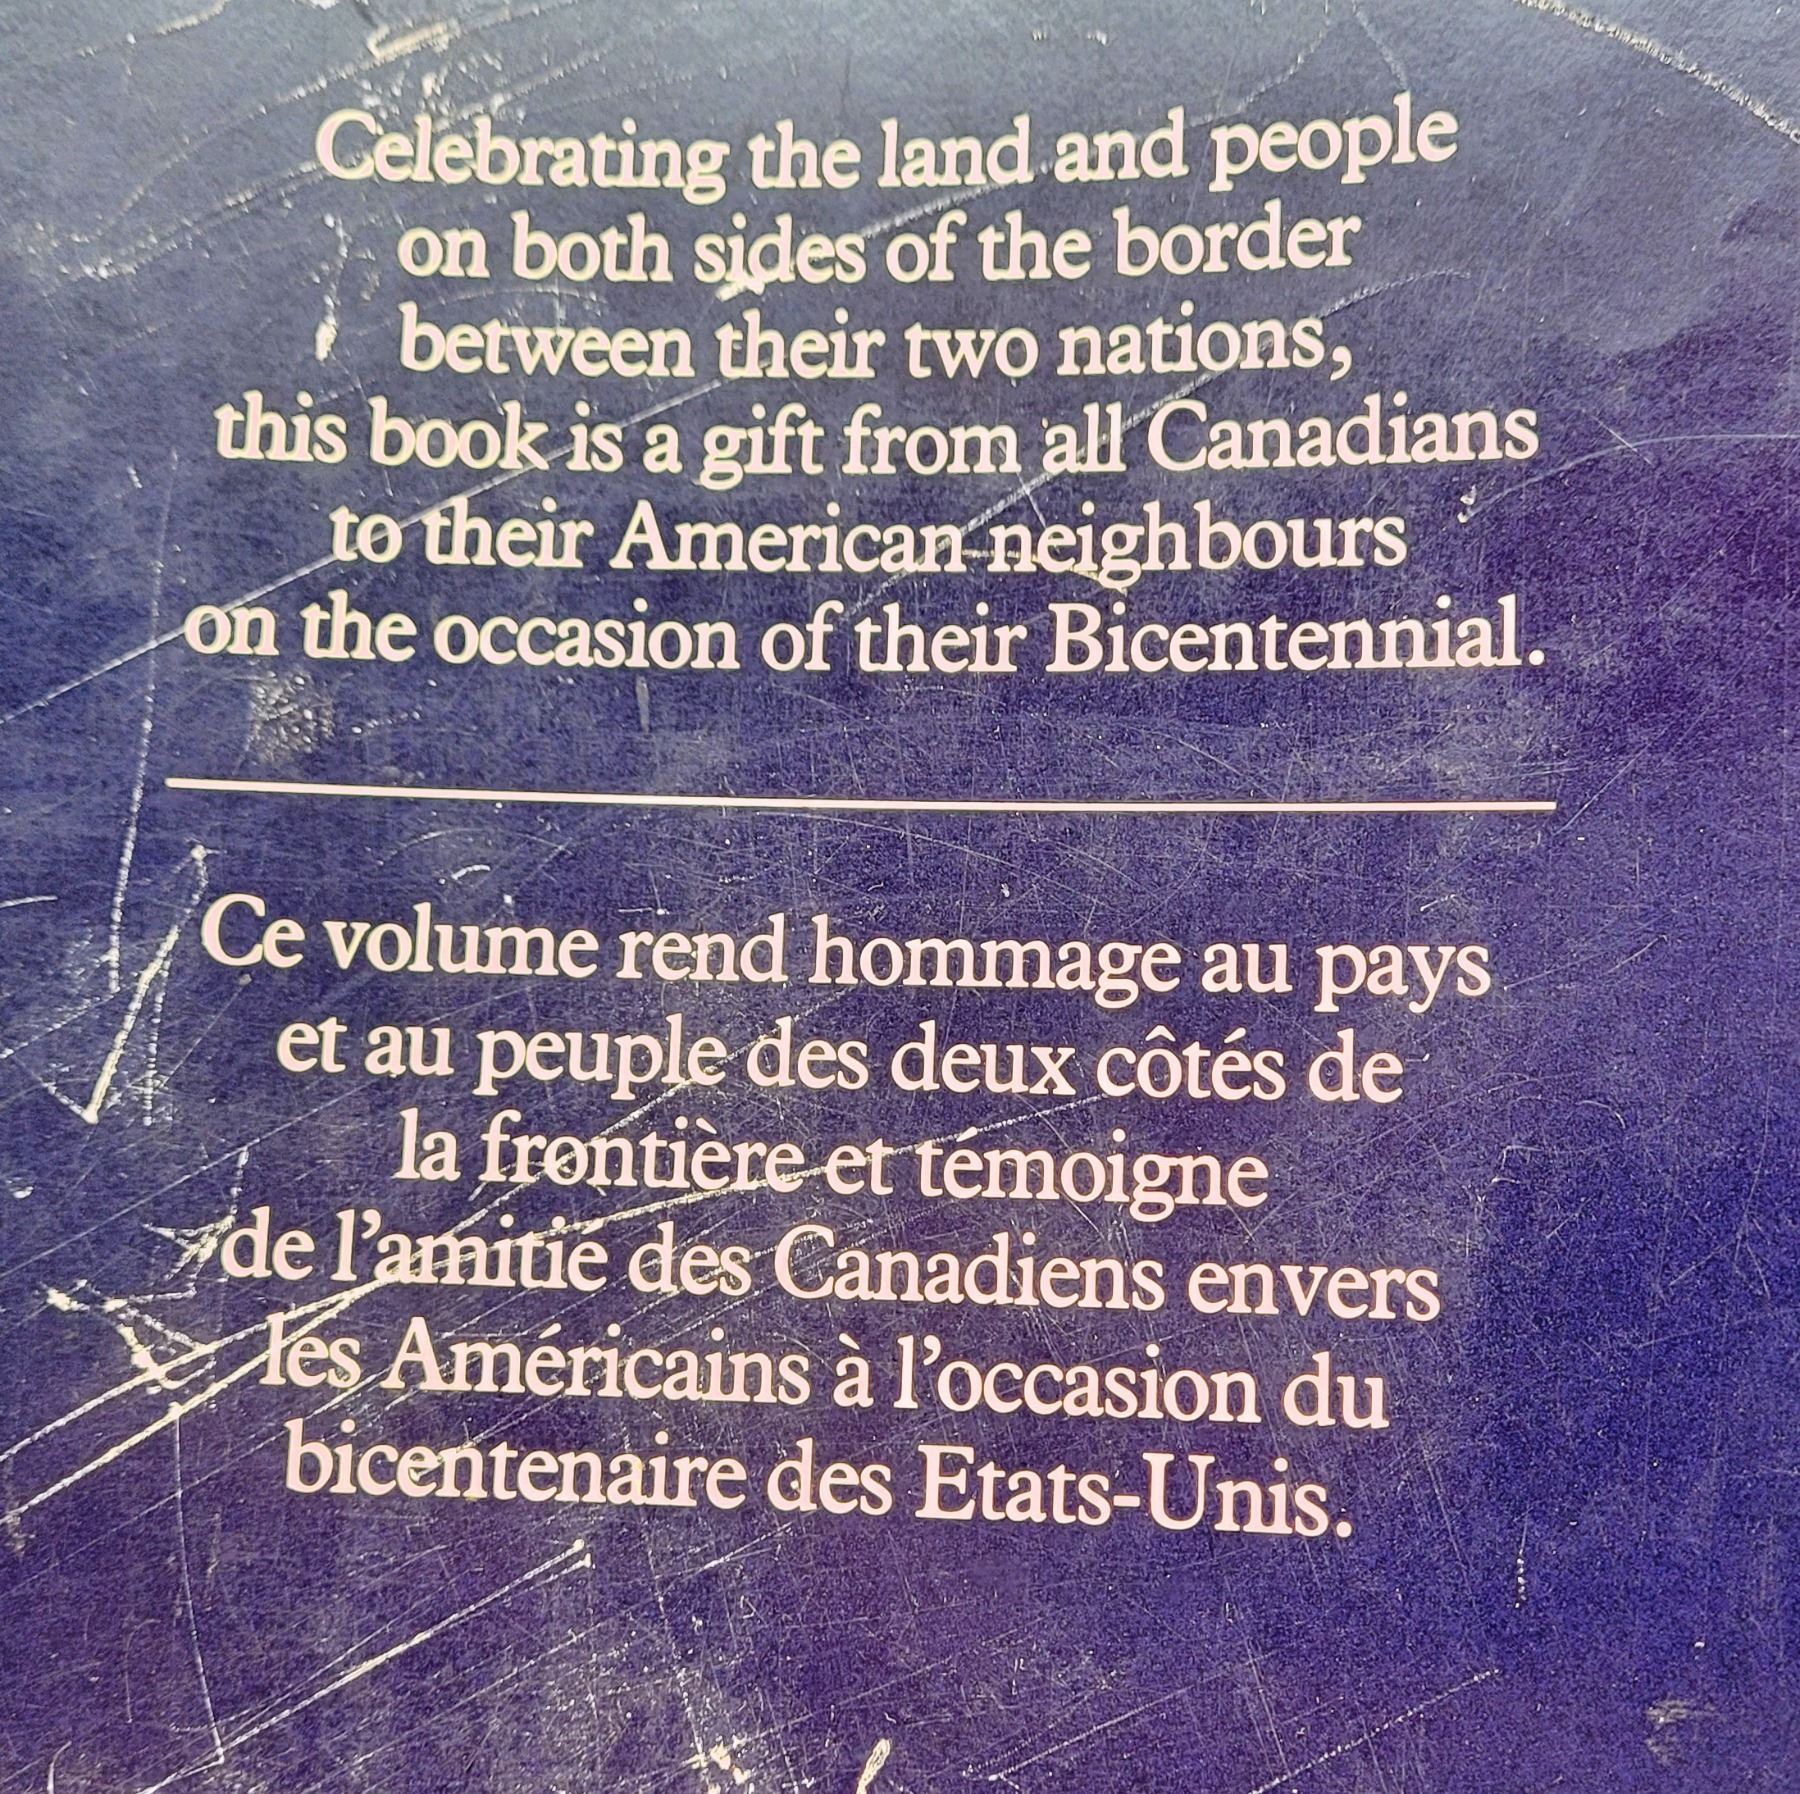 Celebrating the land and people
on both sides of the border
between their two nations,
this book is a gift from all Canadians
to their American neighbours
on the occasion of their Bicentennial.
Ce volume rend hommage au pays
et au peuple des deux côtés de
la frontière et témoigne
de l'amitié des Canadiens envers
les Américains à l'occasion du
bicentenaire des Etats-Unis.